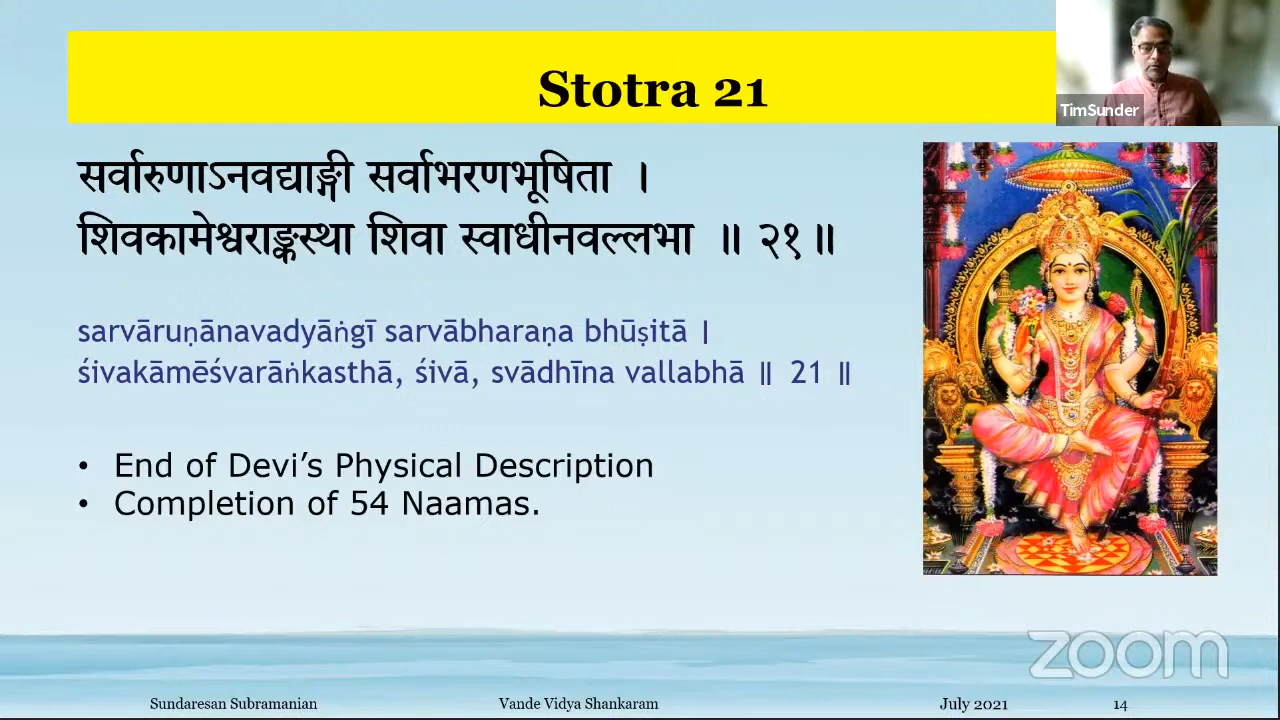 Stotra 21
TimSunder
सर्वारुणाऽनवद्याङ्गी सर्वाभरणभूषिता ।
शिवकामेश्वराङ्कस्था शिवा स्वाधीनवल्लभा ॥ २१॥
sarvāruṇānavadyāṅgī sarvābharaṇa bhūṣitā |
śivakāmēśvarāṅkasthā, śivā, svādhīna vallabhā ‖ 21 ‖
• End of Devi’s Physical Description
• Completion of 54 Naamas.
zoom
Sundaresan Subramanian Vande Vidya Shankaram July 2021 14